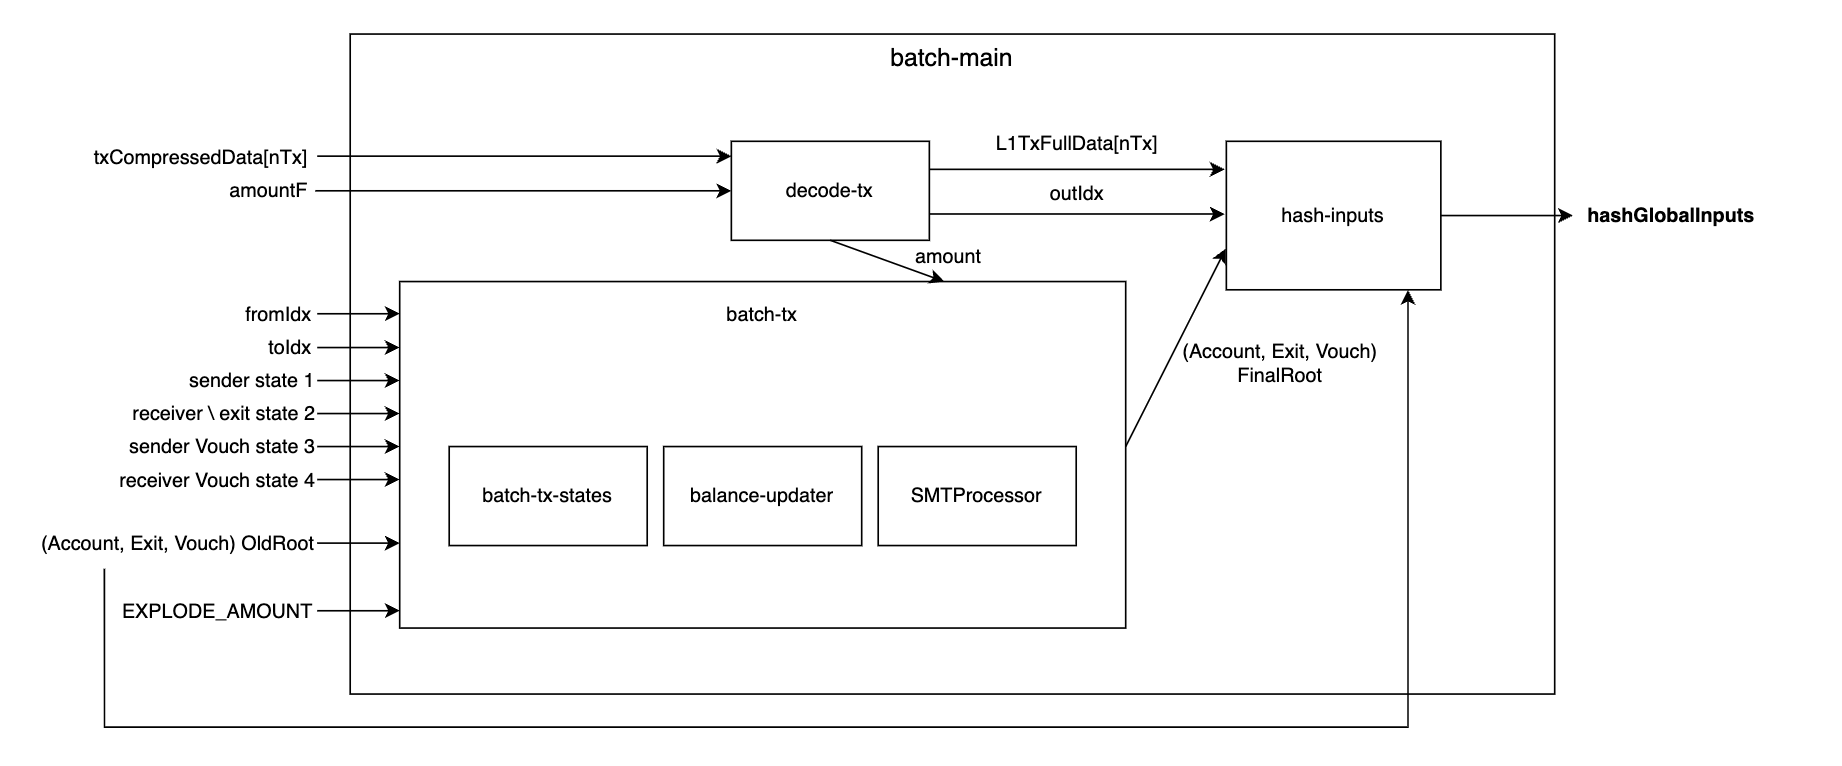 batch-main
txCompressedData[nTx]
amountF
decode-tx
L1TxFullData[nTx]
outIdx
hash-inputs
hashGlobalInputs
amount
fromIdx
toIdx
sender state 1
receiver \ exit state 2
sender Vouch state 3
receiver Vouch state 4
(Account, Exit, Vouch) OldRoot
EXPLODE_AMOUNT
batch-tx
batch-tx-states
balance-updater
SMTProcessor
(Account, Exit, Vouch)
FinalRoot